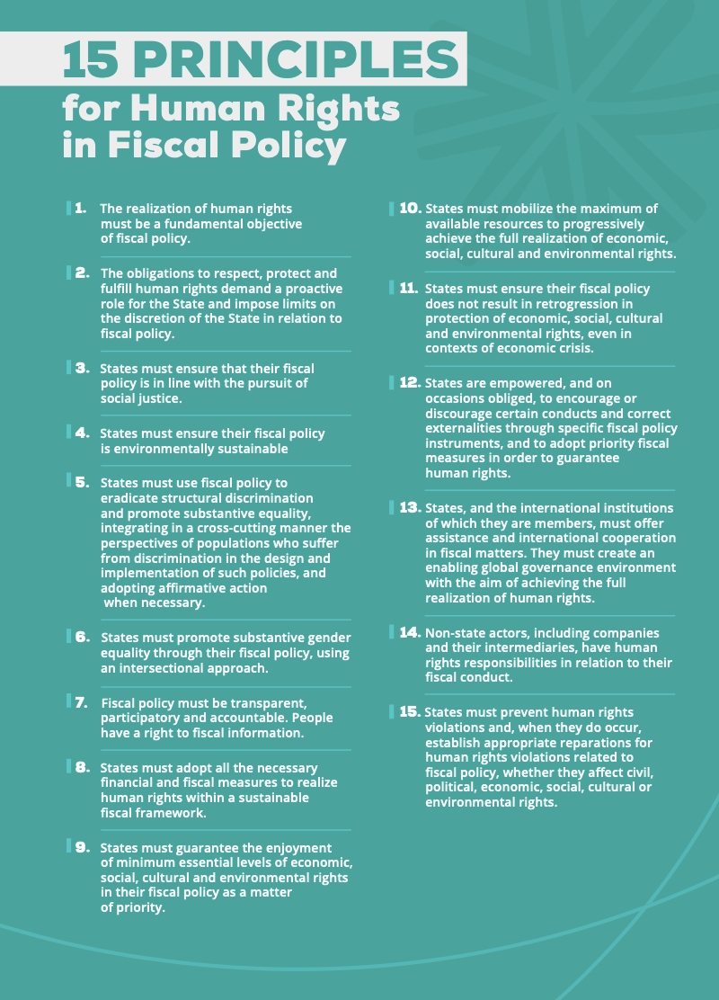 15 PRINCIPLES
for Human Rights
in Fiscal Policy
1. The realization of human rights
must be a fundamental objective
of fiscal policy.
2. The obligations to respect, protect and
fulfill human rights demand a proactive
role for the State and impose limits on
the discretion of the State in relation to
fiscal policy.
3. States must ensure that their fiscal
policy is in line with the pursuit of
social justice.
4. States must ensure their fiscal policy
is environmentally sustainable
5. States must use fiscal policy to
eradicate structural discrimination
and promote substantive equality,
integrating in a cross-cutting manner the
perspectives of populations who suffer
from discrimination in the design and
implementation of such policies, and
adopting affirmative action
when necessary.
6. States must promote substantive gender
equality through their fiscal policy, using
an intersectional approach.
7. Fiscal policy must be transparent,
participatory and accountable. People
have a right to fiscal information.
8. States must adopt all the necessary
financial and fiscal measures to realize
human rights within a sustainable
fiscal framework.
9. States must guarantee the enjoyment
of minimum essential levels of economic,
social, cultural and environmental rights
in their fiscal policy as a matter
of priority.
10. States must mobilize the maximum of
available resources to progressively
achieve the full realization of economic,
social, cultural and environmental rights.
11. States must ensure their fiscal policy
does not result in retrogression in
protection of economic, social, cultural
and environmental rights, even in
contexts of economic crisis.
12. States are empowered, and on
occasions obliged, to encourage or
discourage certain conducts and correct
externalities through specific fiscal policy
instruments, and to adopt priority fiscal
measures in order to guarantee
human rights.
13. States, and the international institutions
of which they are members, must offer
assistance and international cooperation
in fiscal matters. They must create an
enabling global governance environment
with the aim of achieving the full
realization of human rights.
14. Non-state actors, including companies
and their intermediaries, have human
rights responsibilities in relation to their
fiscal conduct.
15. States must prevent human rights
violations and, when they do occur,
establish appropriate reparations for
human rights violations related to
fiscal policy, whether they affect civil,
political, economic, social, cultural or
environmental rights.